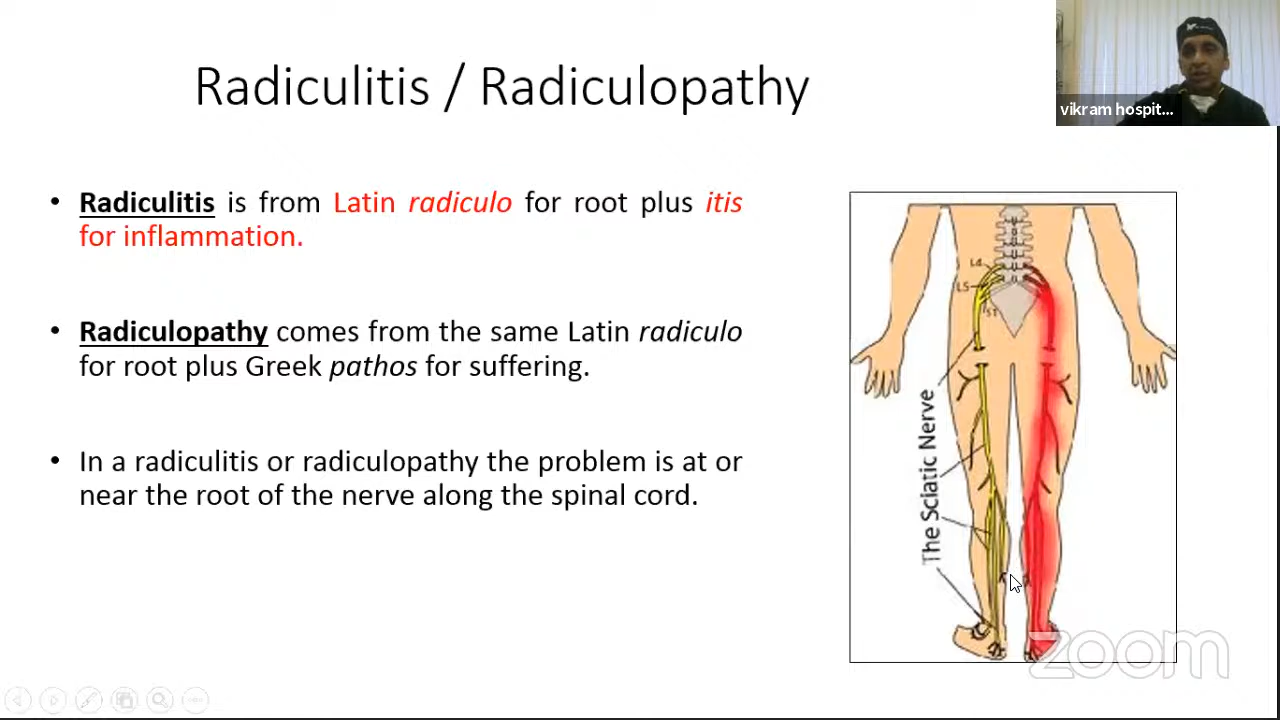 Radiculitis / Radiculopathy
vikram hospit...
• Radiculitis is from Latin radiculo for root plus itis
for inflammation.
• Radiculopathy comes from the same Latin radiculo
for root plus Greek pathos for suffering.
• In a radiculitis or radiculopathy the problem is at or
near the root of the nerve along the spinal cord.
L4
L5
S1
The Sciatic Nerve
zoom